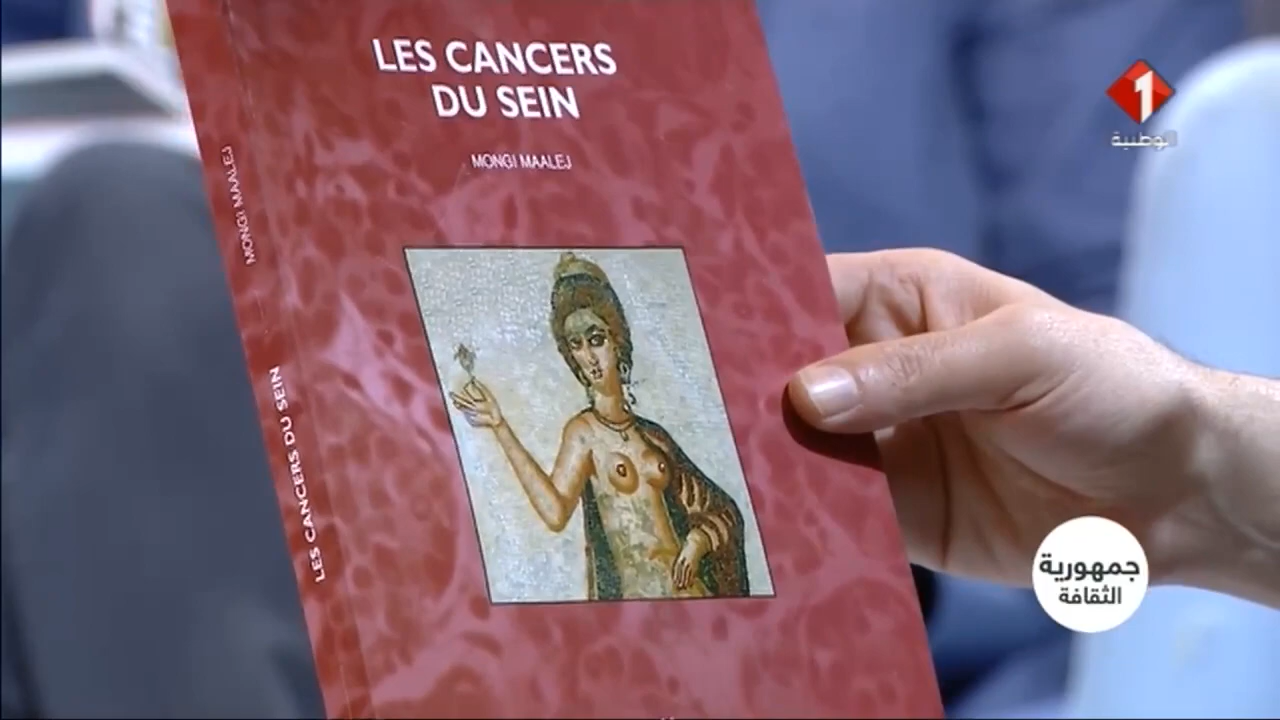 LES CANCERS
DU SEIN
MONGI MAALEJ
MONGI MAALEJ
LES CANCERS DU SEIN
1
الوطنية
جمهورية
الثقافة